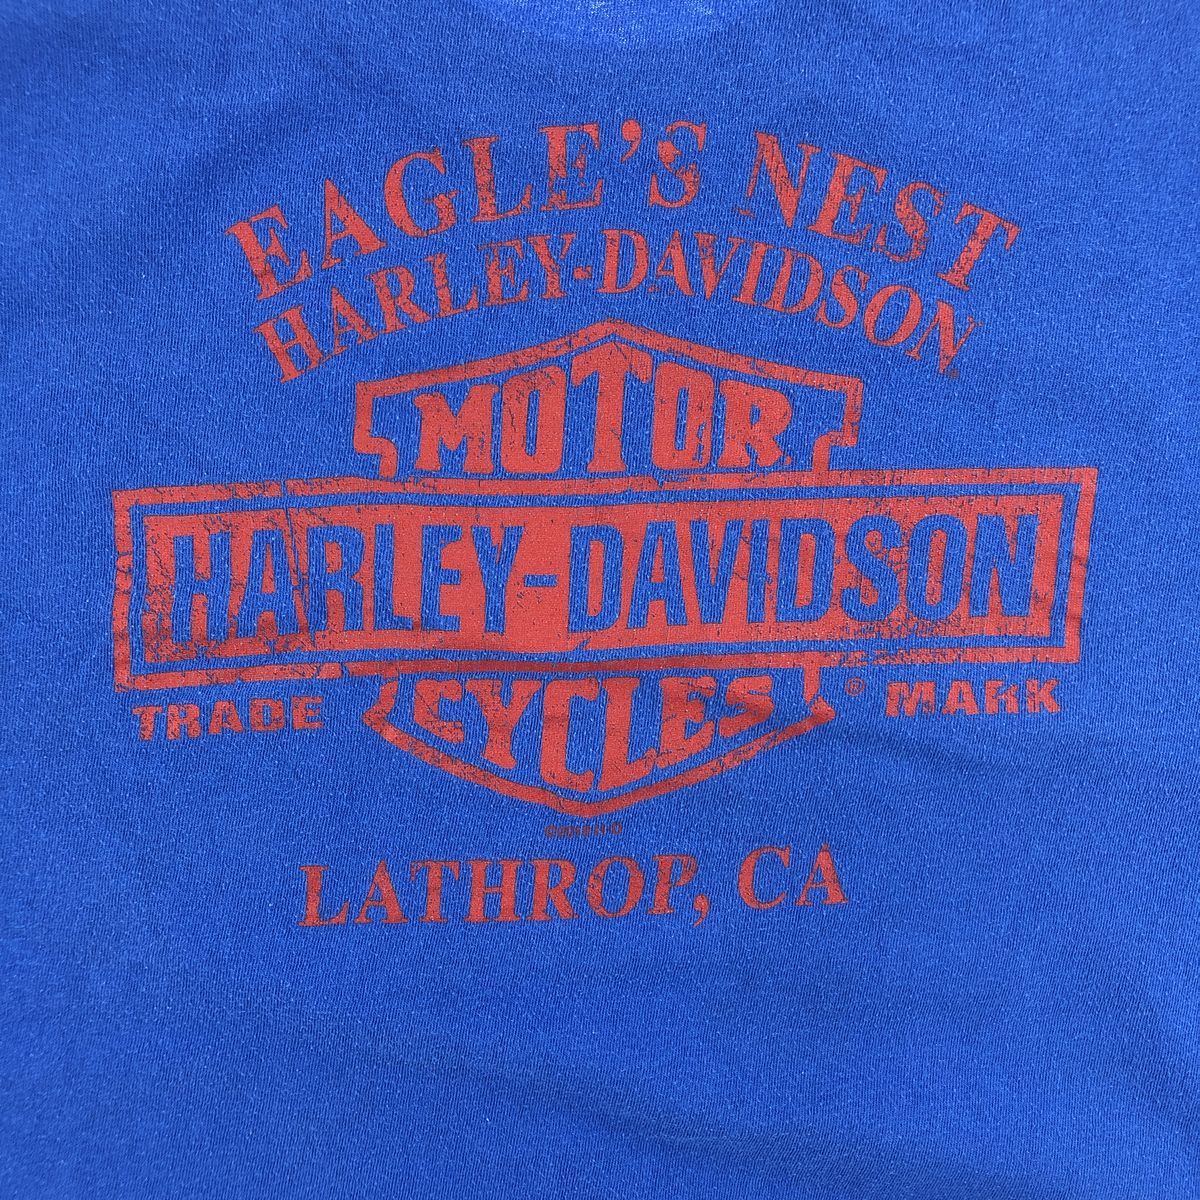 EAGLE'S NEST
HARLEY-DAVIDSON®
MOTOR
HARLEY-DAVIDSON
CYCLES
TRADE ® MARK
LATHROP, CA